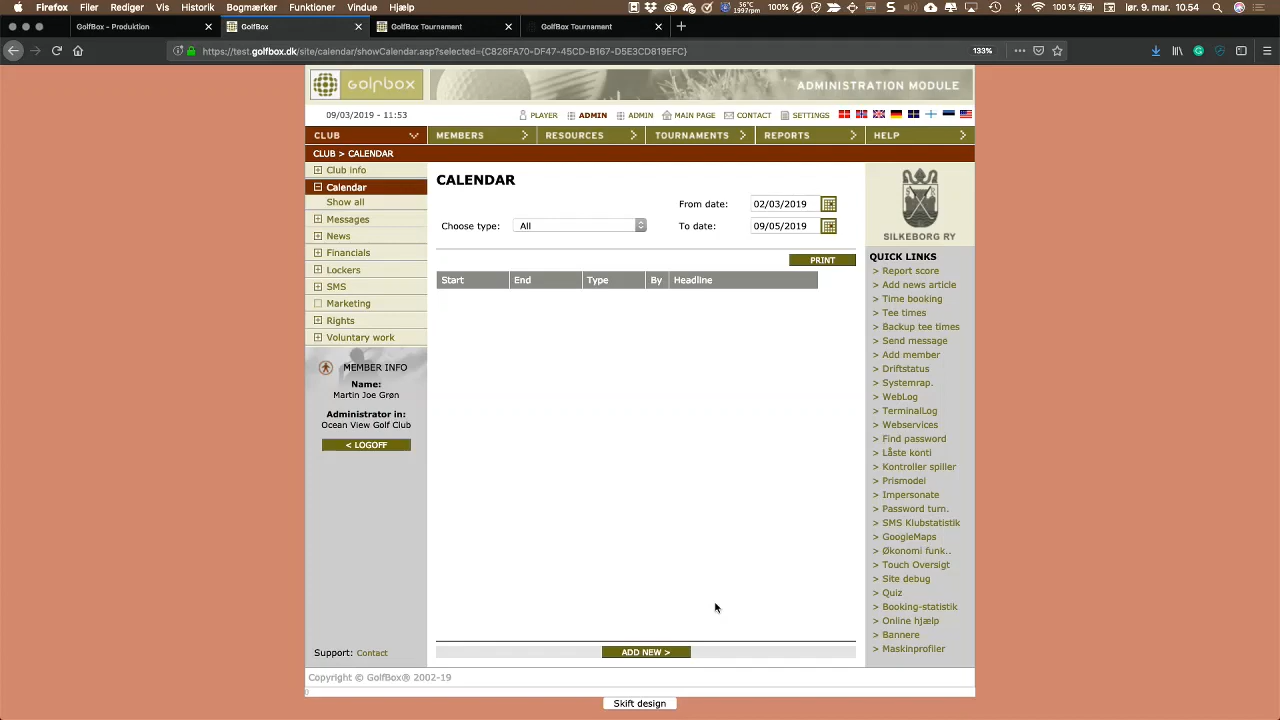 Firefox Arkiv Rediger Vis Historik Bogmærker Funktioner Vindue Hjælp
1997rpm 100% 100% lør. 9. mar. 10.54
GolfBox - Produktion
GolfBox
GolfBox Tournament
GolfBox Tournament
https://test.golfbox.dk/site/calendar/showCalendar.asp?selected={C826FA70-DF47-45CD-B167-D5E3CD819EFC}
133%
GOLFBOX
ADMINISTRATION MODULE
09/03/2019 - 11:53
PLAYER ADMIN ADMIN MAIN PAGE CONTACT SETTINGS
CLUB MEMBERS RESOURCES TOURNAMENTS REPORTS HELP
CLUB > CALENDAR
Club info
Calendar
Show all
Messages
News
Financials
Lockers
SMS
Marketing
Rights
Voluntary work
MEMBER INFO
Name:
Martin Joe Grøn
Administrator in:
Ocean View Golf Club
< LOGOFF
Support: Contact
CALENDAR
From date: 02/03/2019
Choose type: All To date: 09/05/2019
PRINT
Start End Type By Headline
ADD NEW >
SILKEBORG RY
QUICK LINKS
> Report score
> Add news article
> Time booking
> Tee times
> Backup tee times
> Send message
> Add member
> Driftstatus
> Systemrap.
> WebLog
> TerminalLog
> Webservices
> Find password
> Låste konti
> Kontroller spiller
> Prismodel
> Impersonate
> Password turn.
> SMS Klubstatistik
> GoogleMaps
> Økonomi funk..
> Touch Oversigt
> Site debug
> Quiz
> Booking-statistik
> Online hjælp
> Bannere
> Maskinprofiler
Copyright © GolfBox® 2002-19
0
Skift design